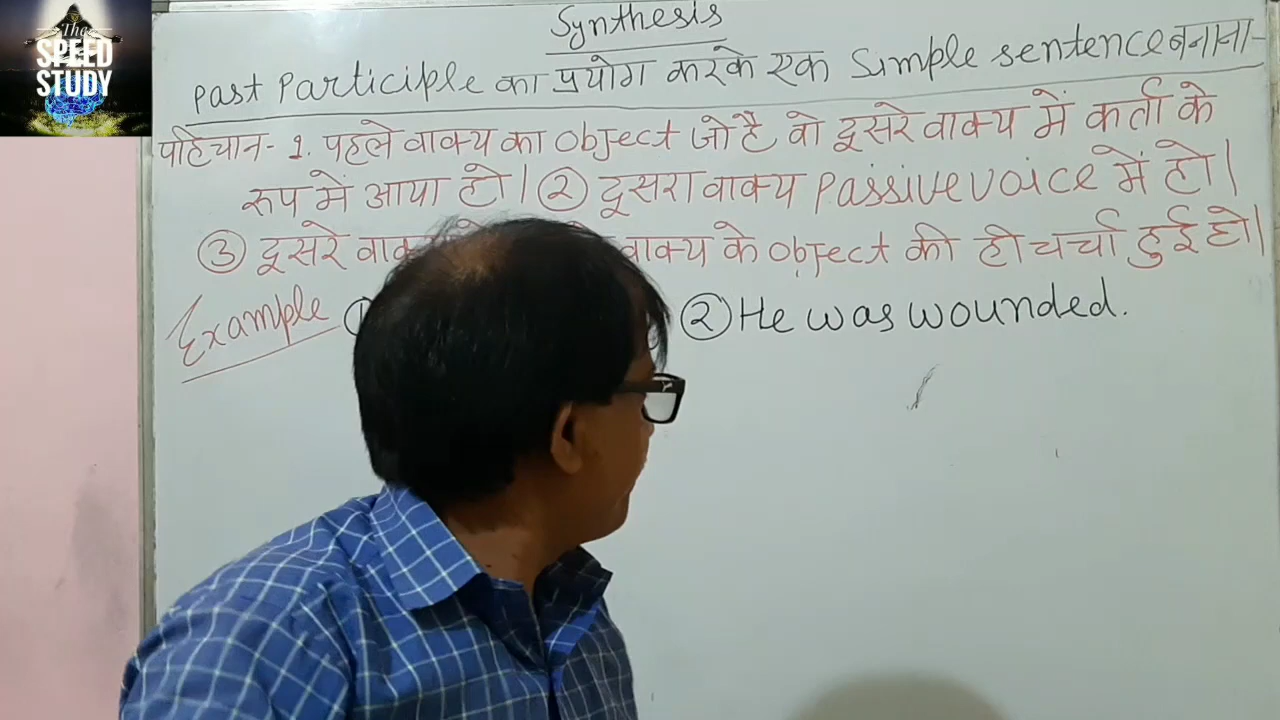 The
SPEED
STUDY
Synthesis
Past Participle का प्रयोग करके एक Simple sentence बनाना-
पहिचान- 1. पहले वाक्य का object जो है वो दूसरे वाक्य में कर्ता के
रूप में आया हो। ② दूसरा वाक्य Passive voice में हो।
③ दूसरे वाक्य के object की ही चर्चा हुई हो।
Example ① ② He was wounded.